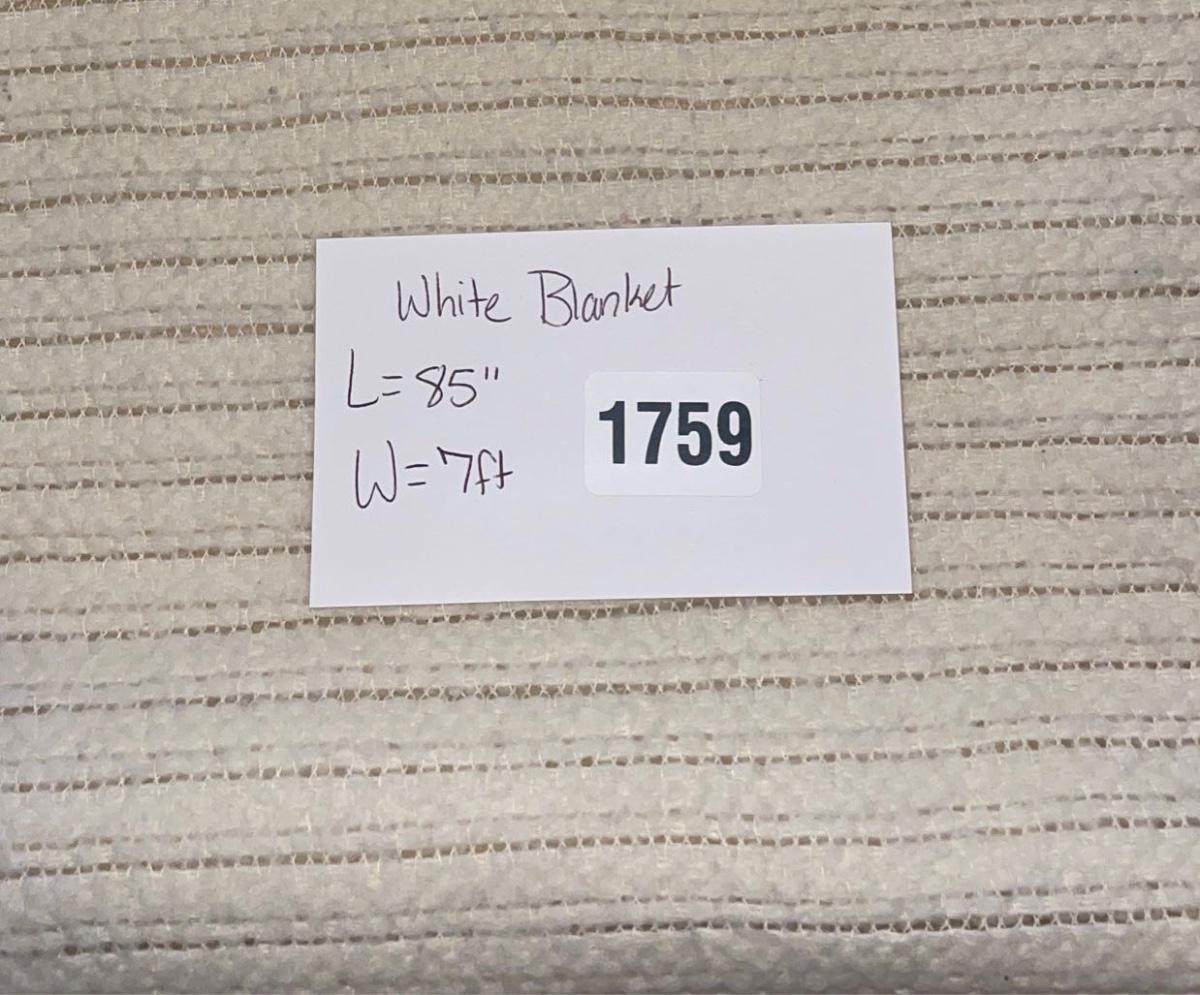 White Blanket
L=85"
W=7ft
1759